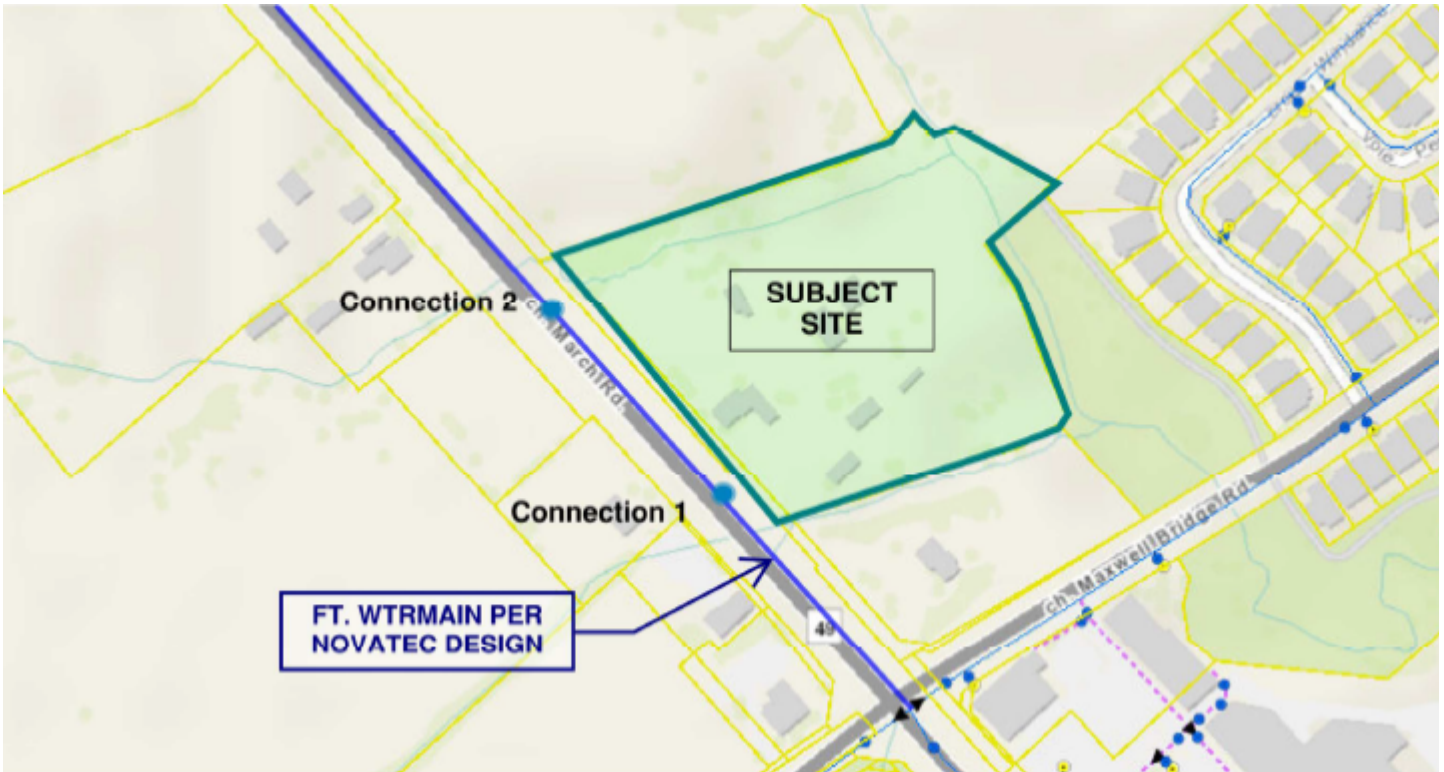 Windance
Connection 2
SUBJECT
SITE
ch. March Rd.
Connection 1
ch. Maxwell Bridge Rd
FT. WTRMAIN PER
NOVATEC DESIGN
49